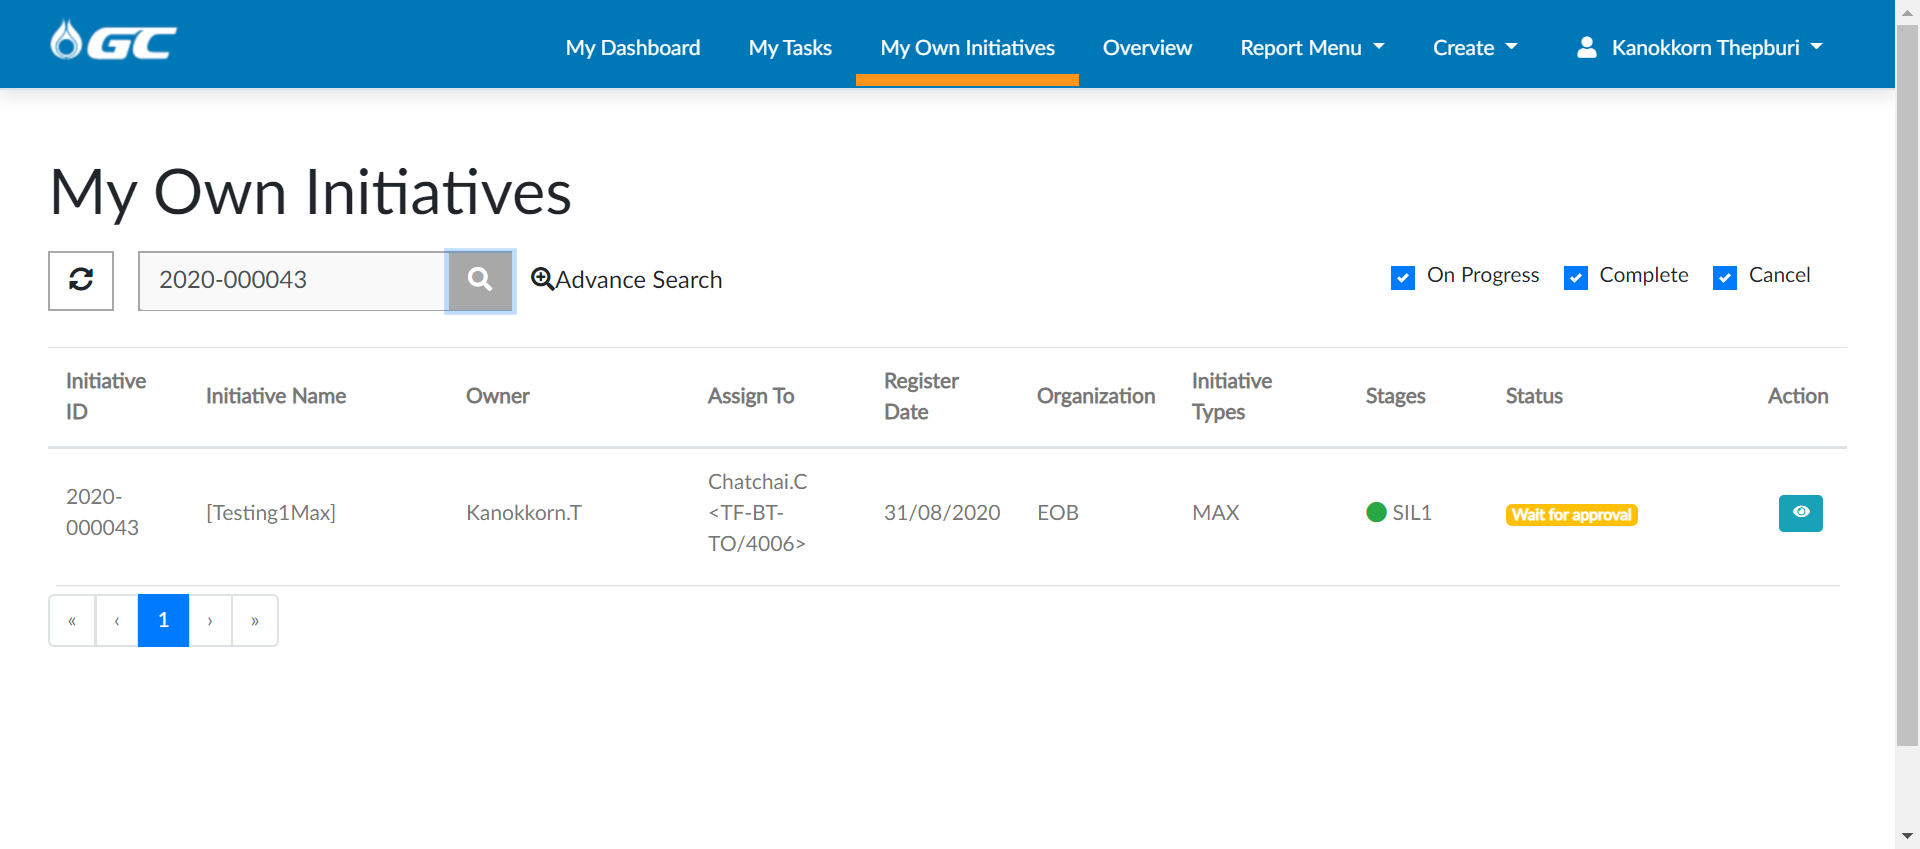 GC
My Dashboard My Tasks My Own Initiatives Overview Report Menu Create Kanokkorn Thepburi
My Own Initiatives
2020-000043 Advance Search On Progress Complete Cancel
Initiative
ID
Initiative Name
Owner
Assign To
Register
Date
Organization
Initiative
Types
Stages
Status
Action
2020-
000043
[Testing1Max]
Kanokkorn.T
Chatchai.C
<TF-BT-
TO/4006>
31/08/2020
EOB
MAX
SIL1
Wait for approval
« ‹ 1 › »